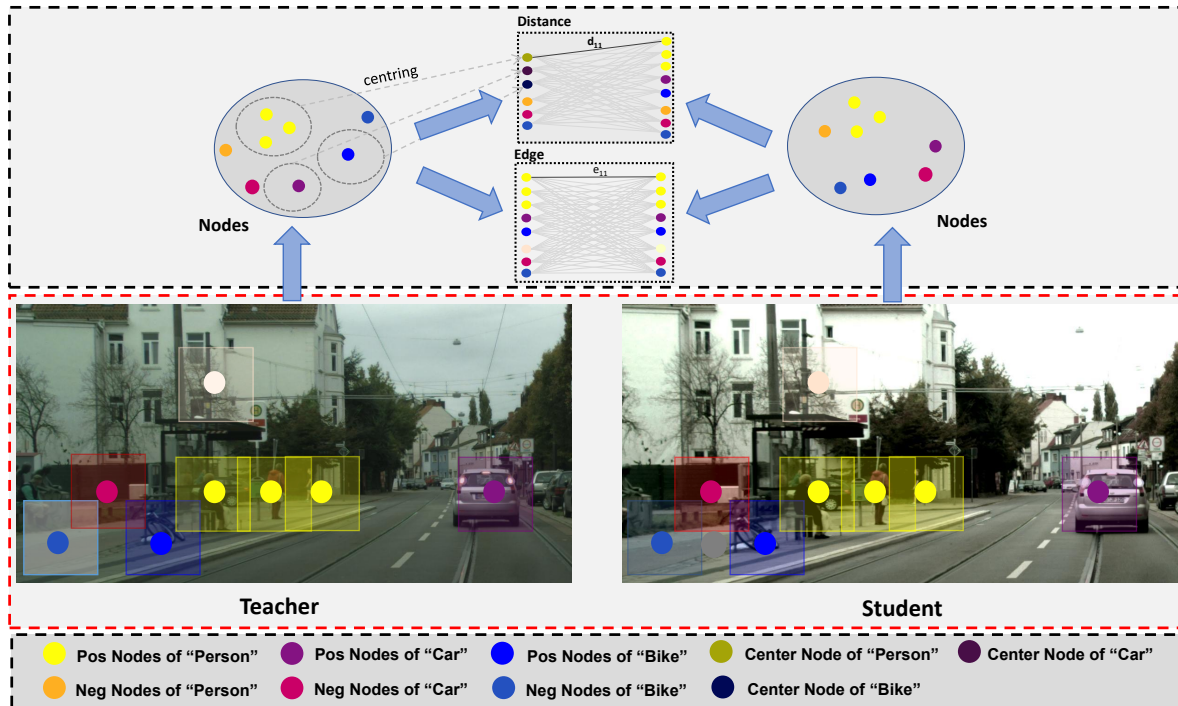 Distance
d11
centring
Edge
e11
Nodes
Nodes
Teacher
Student
Pos Nodes of “Person”
Pos Nodes of “Car”
Pos Nodes of “Bike”
Center Node of “Person”
Center Node of “Car”
Neg Nodes of “Person”
Neg Nodes of “Car”
Neg Nodes of “Bike”
Center Node of “Bike”